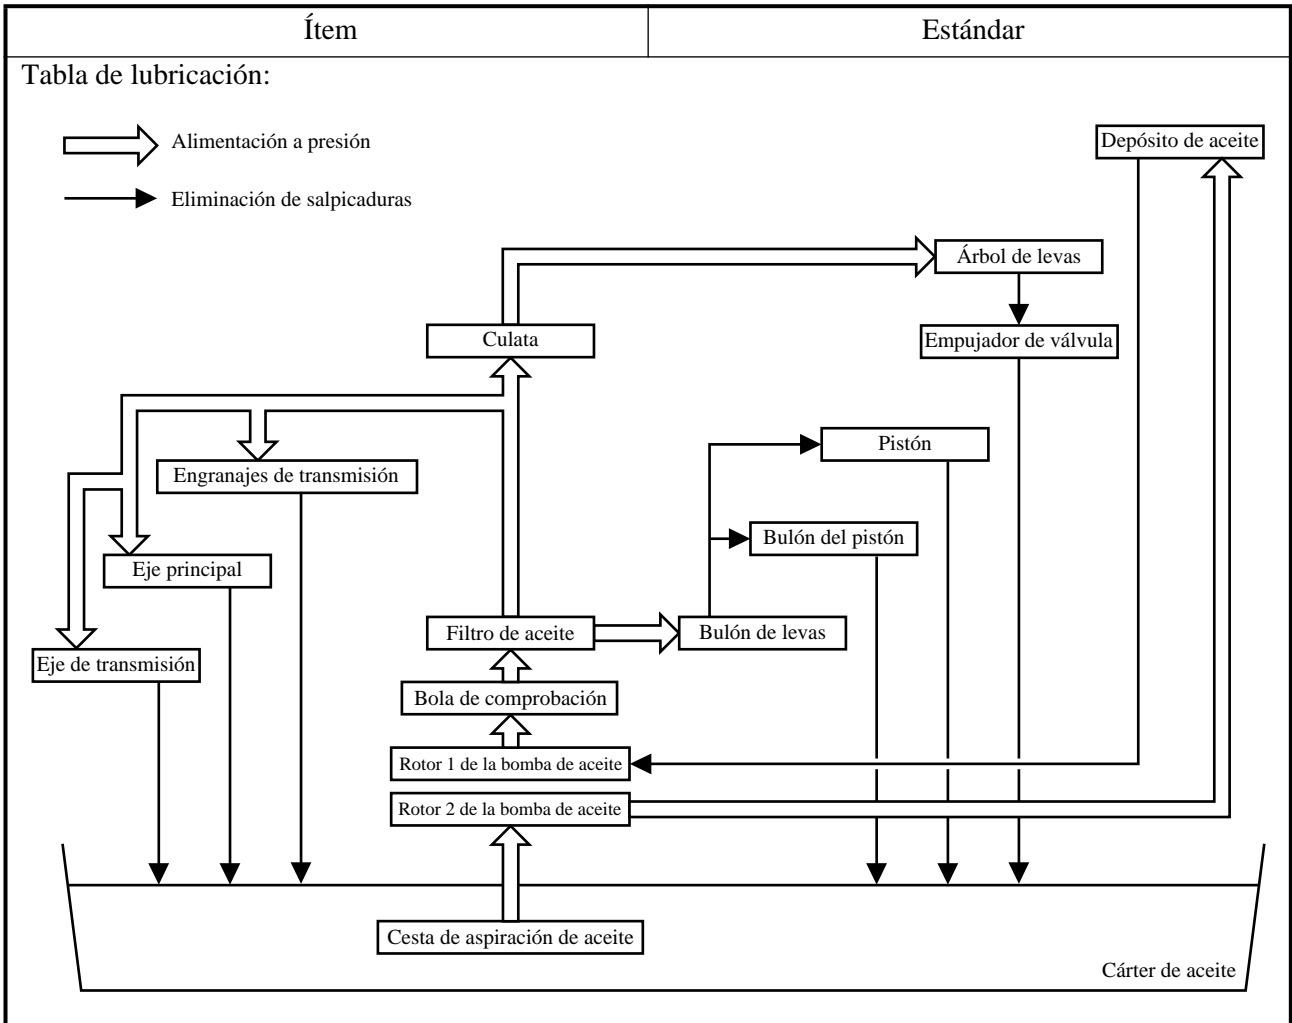 Ítem
Estándar
Tabla de lubricación:
Alimentación a presión
Depósito de aceite
Eliminación de salpicaduras
Árbol de levas
Culata
Empujador de válvula
Pistón
Engranajes de transmisión
Bulón del pistón
Eje principal
Filtro de aceite
Bulón de levas
Eje de transmisión
Bola de comprobación
Rotor 1 de la bomba de aceite
Rotor 2 de la bomba de aceite
Cesta de aspiración de aceite
Cárter de aceite